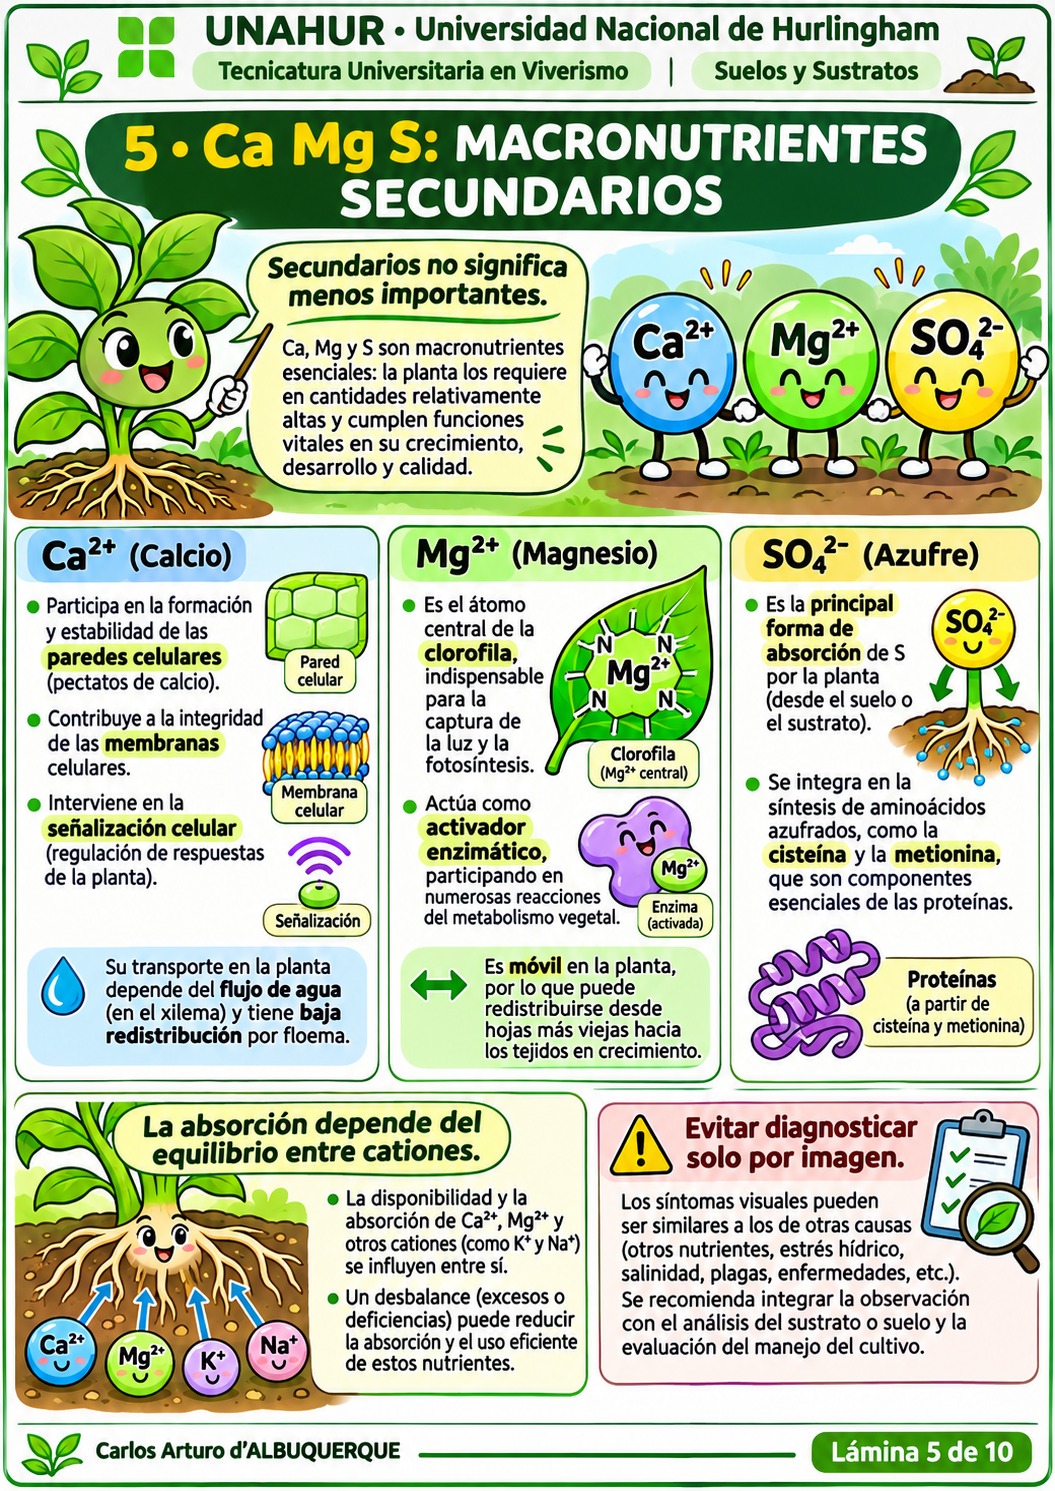 UNAHUR • Universidad Nacional de Hurlingham
Tecnicatura Universitaria en Viverismo | Suelos y Sustratos
5 • Ca Mg S: MACRONUTRIENTES
SECUNDARIOS
Secundarios no significa
menos importantes.
Ca, Mg y S son macronutrientes
esenciales: la planta los requiere
en cantidades relativamente
altas y cumplen funciones
vitales en su crecimiento,
desarrollo y calidad.
Ca²⁺
Mg²⁺
SO₄²⁻
Ca²⁺ (Calcio)
• Participa en la formación
y estabilidad de las
paredes celulares
(pectatos de calcio).
Pared
celular
• Contribuye a la integridad
de las membranas
celulares.
Membrana
celular
• Interviene en la
señalización celular
(regulación de respuestas
de la planta).
Señalización
Su transporte en la planta
depende del flujo de agua
(en el xilema) y tiene baja
redistribución por floema.
Mg²⁺ (Magnesio)
• Es el átomo
central de la
clorofila,
indispensable
para la
captura de
la luz y la
fotosíntesis.
N N
Mg²⁺
N N
Clorofila
(Mg²⁺ central)
• Actúa como
activador
enzimático,
participando en
numerosas reacciones
del metabolismo vegetal.
Mg²⁺
Enzima
(activada)
Es móvil en la planta,
por lo que puede
redistribuirse desde
hojas más viejas hacia
los tejidos en crecimiento.
SO₄²⁻ (Azufre)
• Es la principal
forma de
absorción de S
por la planta
(desde el suelo o
el sustrato).
SO₄²⁻
• Se integra en la
síntesis de aminoácidos
azufrados, como la
cisteína y la metionina,
que son componentes
esenciales de las proteínas.
Proteínas
(a partir de
cisteína y metionina)
La absorción depende del
equilibrio entre cationes.
• La disponibilidad y la
absorción de Ca²⁺, Mg²⁺ y
otros cationes (como K⁺ y Na⁺)
se influyen entre sí.
• Un desbalance (excesos o
deficiencias) puede reducir
la absorción y el uso eficiente
de estos nutrientes.
Ca²⁺
Mg²⁺
K⁺
Na⁺
Evitar diagnosticar
solo por imagen.
Los síntomas visuales pueden
ser similares a los de otras causas
(otros nutrientes, estrés hídrico,
salinidad, plagas, enfermedades, etc.).
Se recomienda integrar la observación
con el análisis del sustrato o suelo y la
evaluación del manejo del cultivo.
Carlos Arturo d'ALBUQUERQUE
Lámina 5 de 10